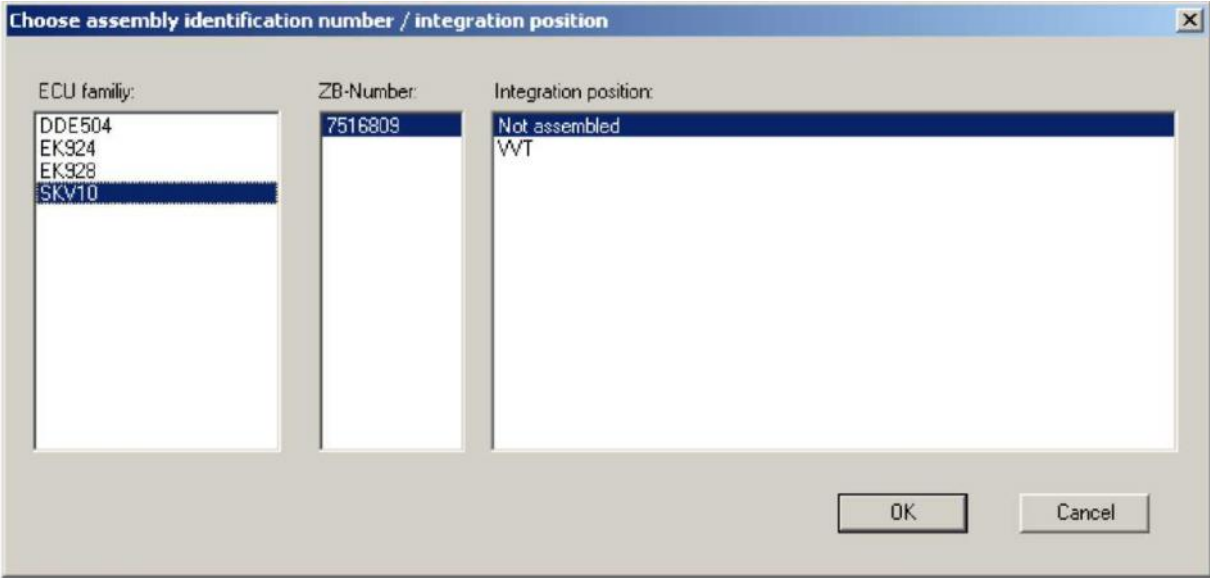 Choose assembly identification number / integration position
ECU familiy:
ZB-Number:
Integration position:
DDE504
EK924
EK928
SKV10
7516809
Not assembled
VVT
OK
Cancel